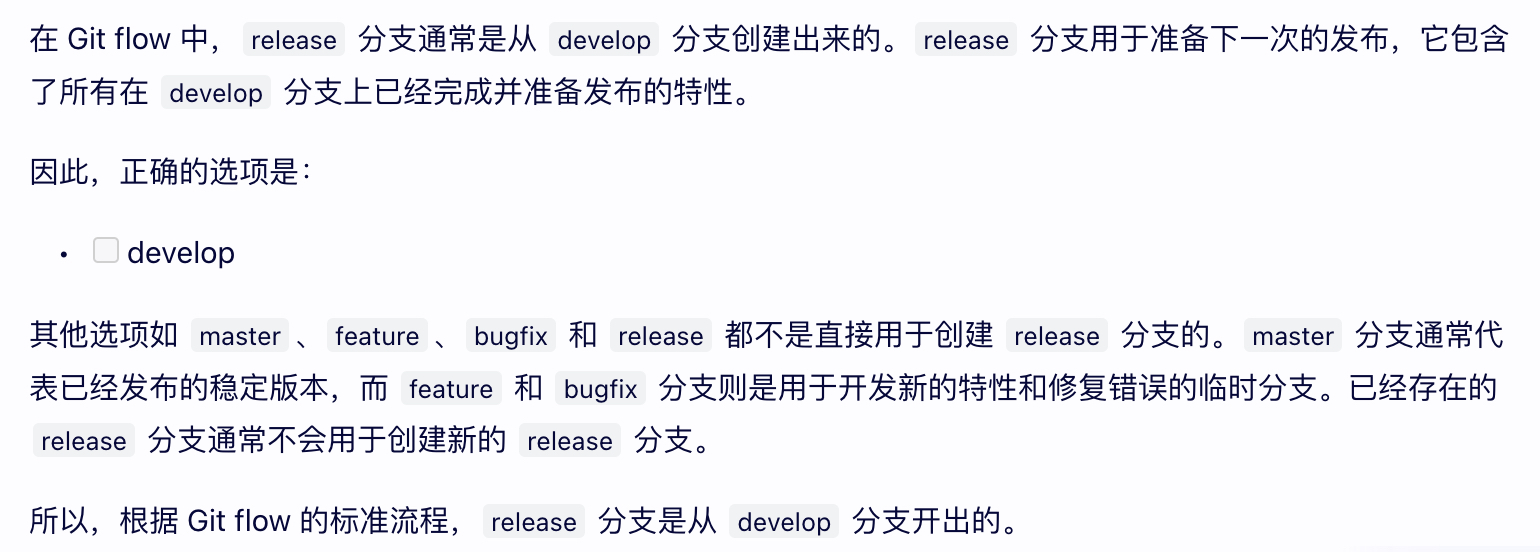 在 Git flow 中， release 分支通常是从 develop 分支创建出来的。 release 分支用于准备下一次的发布，它包含
了所有在 develop 分支上已经完成并准备发布的特性。
因此，正确的选项是：
• develop
其他选项如 master 、 feature 、 bugfix 和 release 都不是直接用于创建 release 分支的。 master 分支通常代
表已经发布的稳定版本，而 feature 和 bugfix 分支则是用于开发新的特性和修复错误的临时分支。已经存在的
release 分支通常不会用于创建新的 release 分支。
所以，根据 Git flow 的标准流程， release 分支是从 develop 分支开出的。